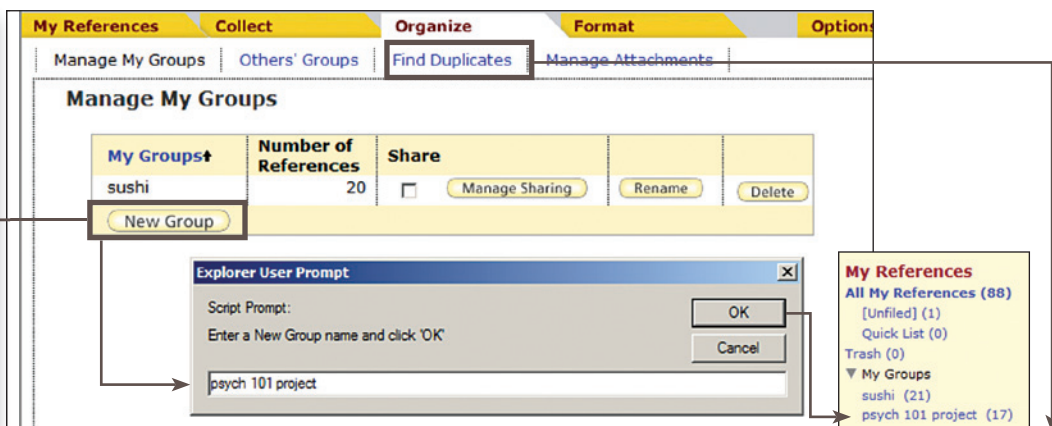 My References Collect Organize Format Options
Manage My Groups Others' Groups Find Duplicates Manage Attachments
Manage My Groups
My Groups Number of References Share
sushi 20 Manage Sharing Rename Delete
New Group
Explorer User Prompt
Script Prompt:
Enter a New Group name and click 'OK'
OK
Cancel
psych 101 project
My References
All My References (88)
[Unfiled] (1)
Quick List (0)
Trash (0)
My Groups
sushi (21)
psych 101 project (17)